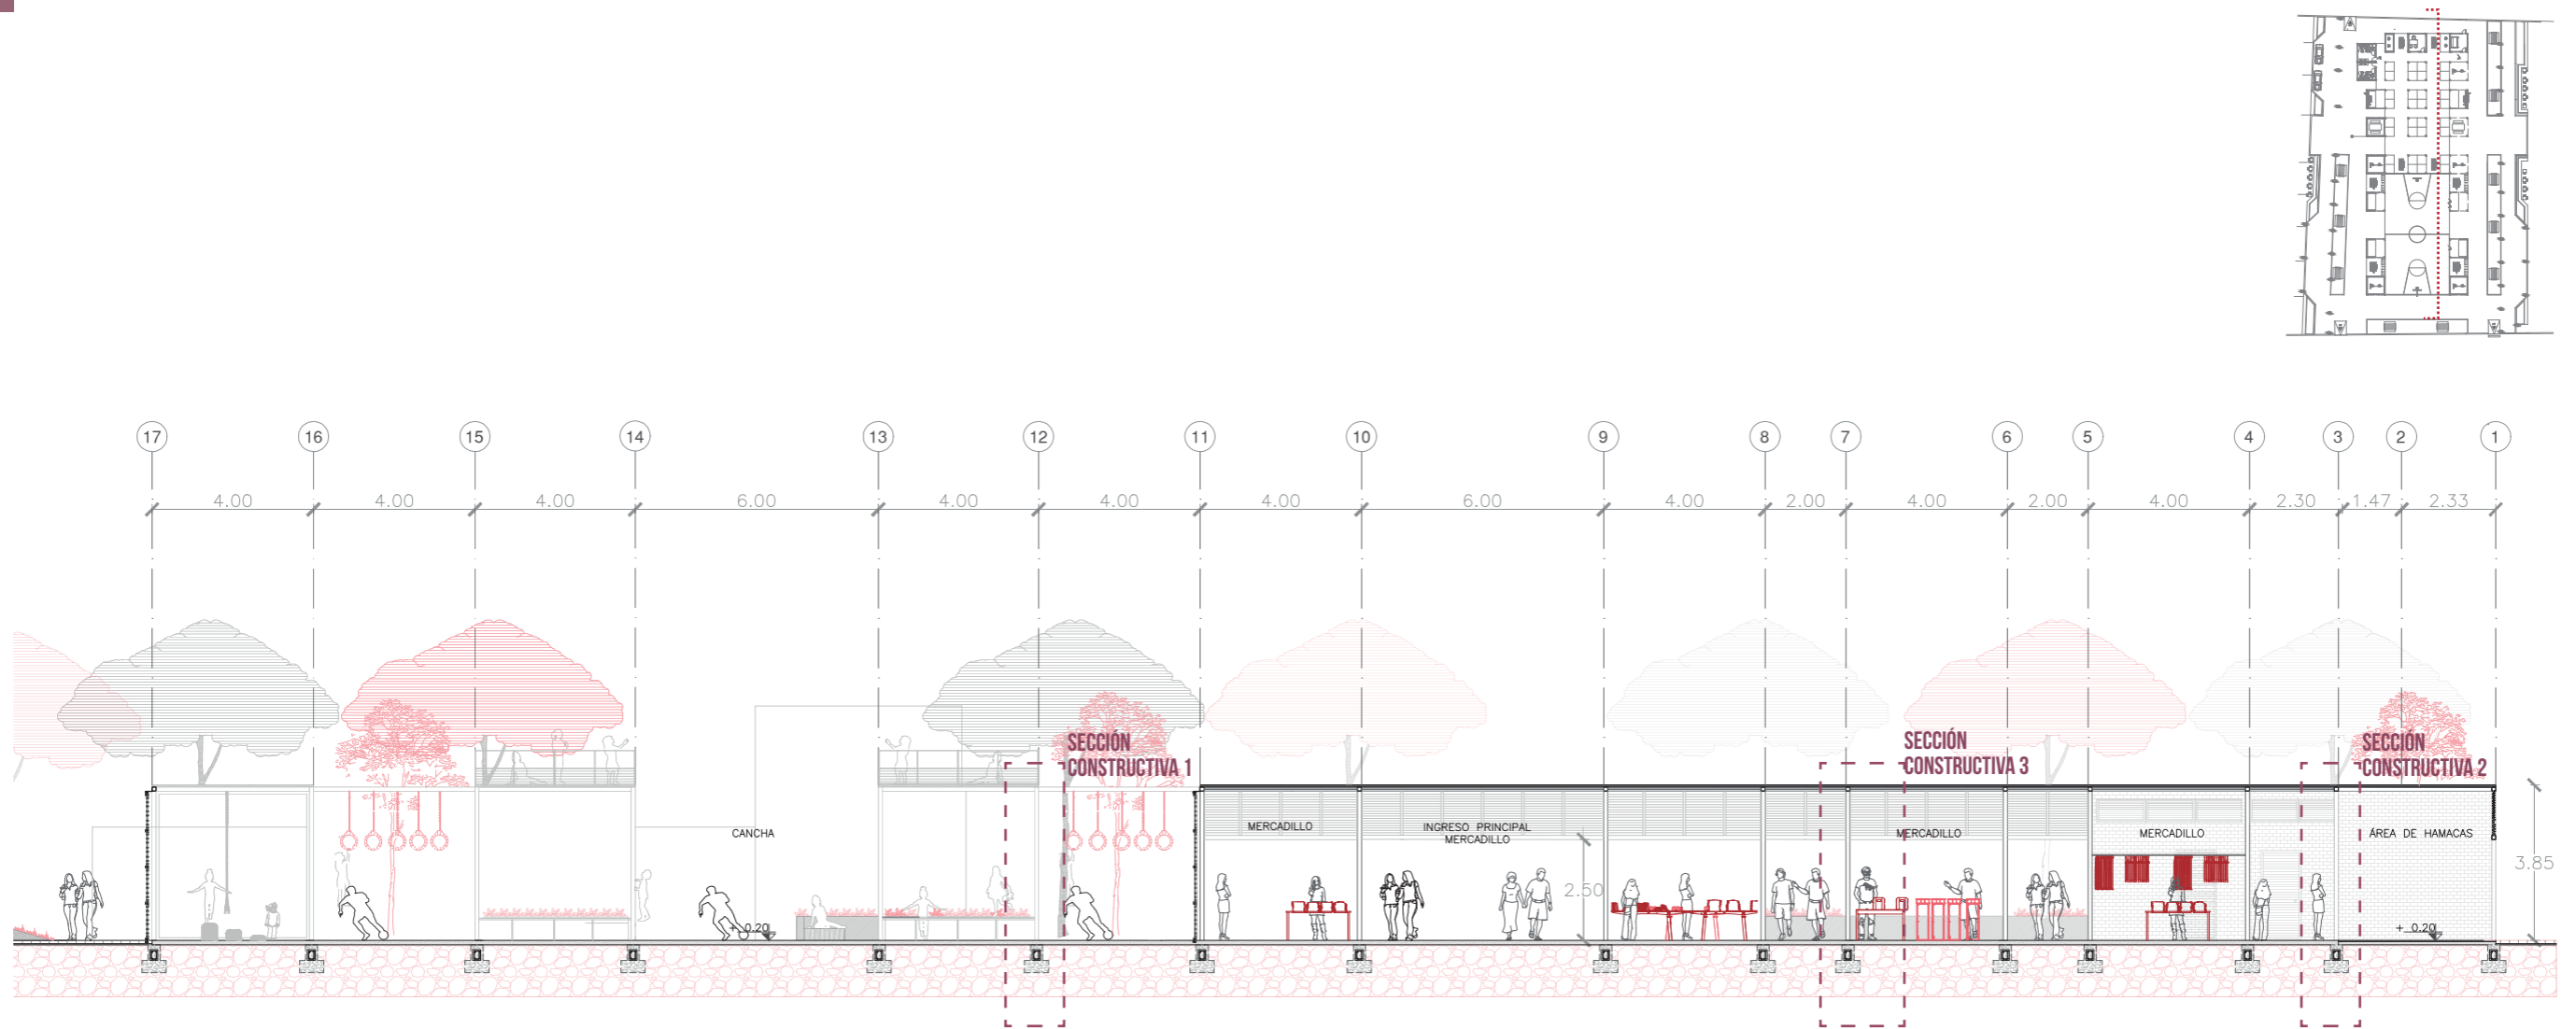 17 16 15 14 13 12 11 10 9 8 7 6 5 4 3 2 1
4.00 4.00 4.00 6.00 4.00 4.00 4.00 6.00 4.00 2.00 4.00 2.00 4.00 2.30 1.47 2.33
SECCIÓN
CONSTRUCTIVA 1
SECCIÓN
CONSTRUCTIVA 3
SECCIÓN
CONSTRUCTIVA 2
CANCHA
MERCADILLO
INGRESO PRINCIPAL
MERCADILLO
MERCADILLO
MERCADILLO
ÁREA DE HAMACAS
3.85
2.50
+ 0.20
+ 0.20